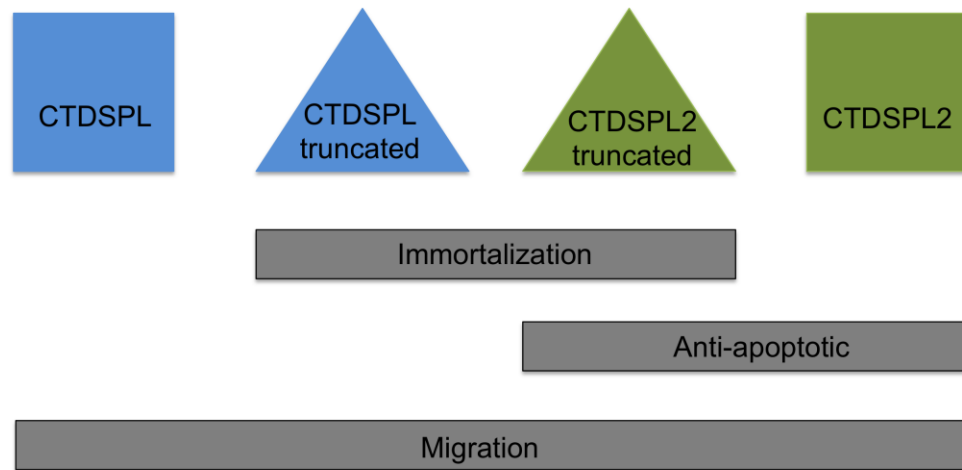 CTDSPL
CTDSPL
truncated
CTDSPL2
truncated
CTDSPL2
Immortalization
Anti-apoptotic
Migration